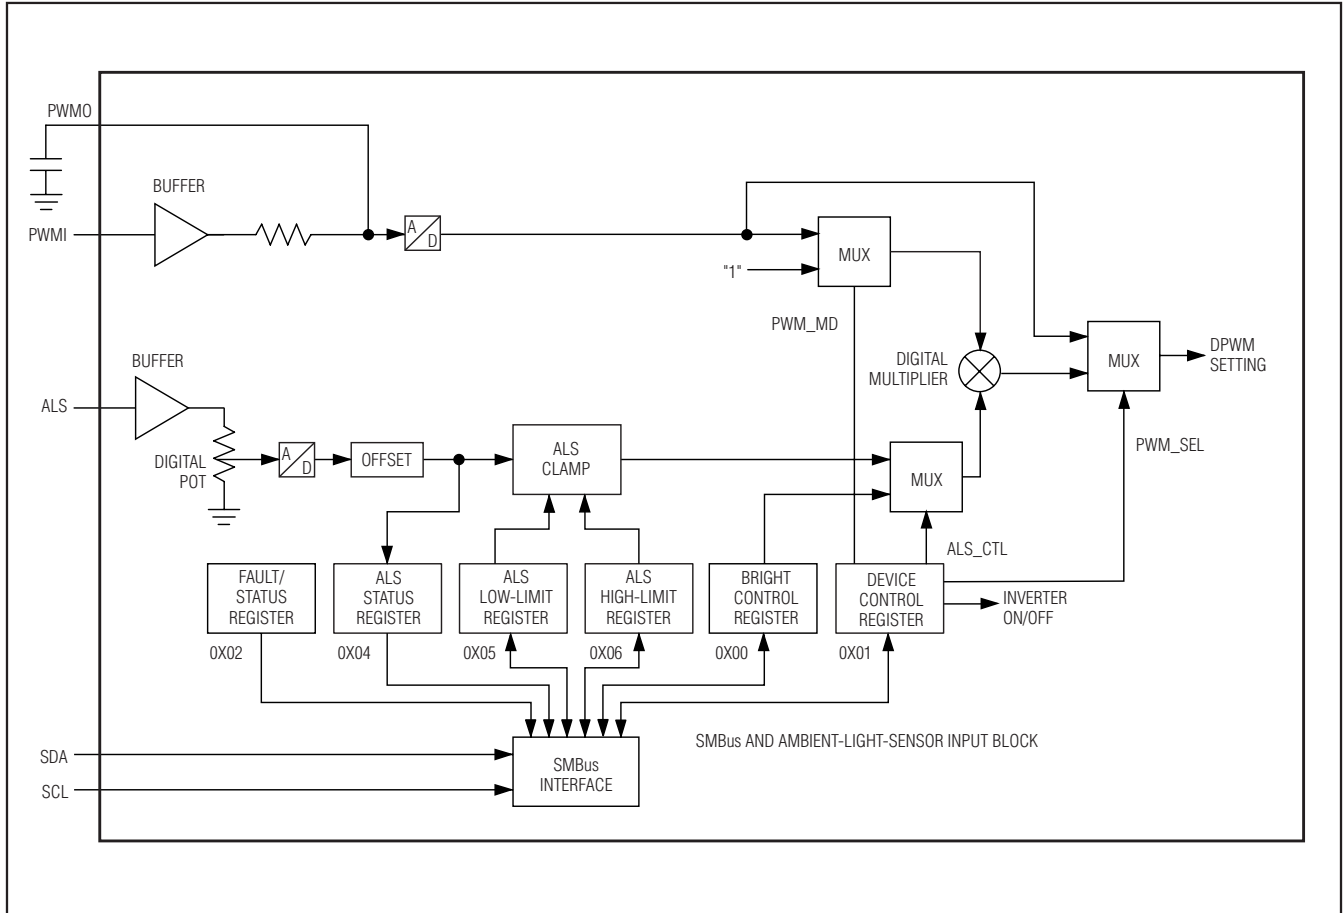 PWMO
BUFFER
PWMI
A
D
MUX
"1"
PWM_MD
BUFFER
DIGITAL
MULTIPLIER
MUX
DPWM
SETTING
ALS
DIGITAL
POT
A
D
OFFSET
ALS
CLAMP
MUX
PWM_SEL
ALS_CTL
FAULT/
STATUS
REGISTER
ALS
STATUS
REGISTER
ALS
LOW-LIMIT
REGISTER
ALS
HIGH-LIMIT
REGISTER
BRIGHT
CONTROL
REGISTER
DEVICE
CONTROL
REGISTER
INVERTER
ON/OFF
0X02
0X04
0X05
0X06
0X00
0X01
SMBus AND AMBIENT-LIGHT-SENSOR INPUT BLOCK
SDA
SCL
SMBus
INTERFACE